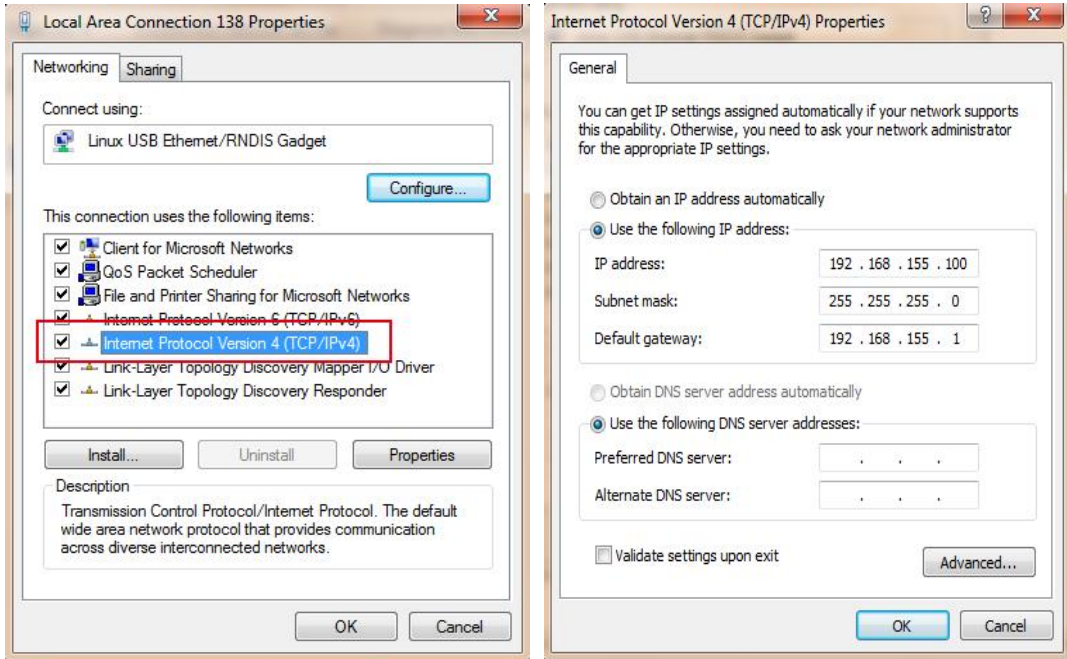 Local Area Connection 138 Properties
Networking
Sharing
Connect using:
Linux USB Ethernet/RNDIS Gadget
Configure...
This connection uses the following items:
Client for Microsoft Networks
QoS Packet Scheduler
File and Printer Sharing for Microsoft Networks
Internet Protocol Version 6 (TCP/IPv6)
Internet Protocol Version 4 (TCP/IPv4)
Link-Layer Topology Discovery Mapper I/O Driver
Link-Layer Topology Discovery Responder
Install...
Uninstall
Properties
Description
Transmission Control Protocol/Internet Protocol. The default
wide area network protocol that provides communication
across diverse interconnected networks.
OK
Cancel
Internet Protocol Version 4 (TCP/IPv4) Properties
General
You can get IP settings assigned automatically if your network supports
this capability. Otherwise, you need to ask your network administrator
for the appropriate IP settings.
Obtain an IP address automatically
Use the following IP address:
IP address: 192 . 168 . 155 . 100
Subnet mask: 255 . 255 . 255 . 0
Default gateway: 192 . 168 . 155 . 1
Obtain DNS server address automatically
Use the following DNS server addresses:
Preferred DNS server: . . .
Alternate DNS server: . . .
Validate settings upon exit
Advanced...
OK
Cancel